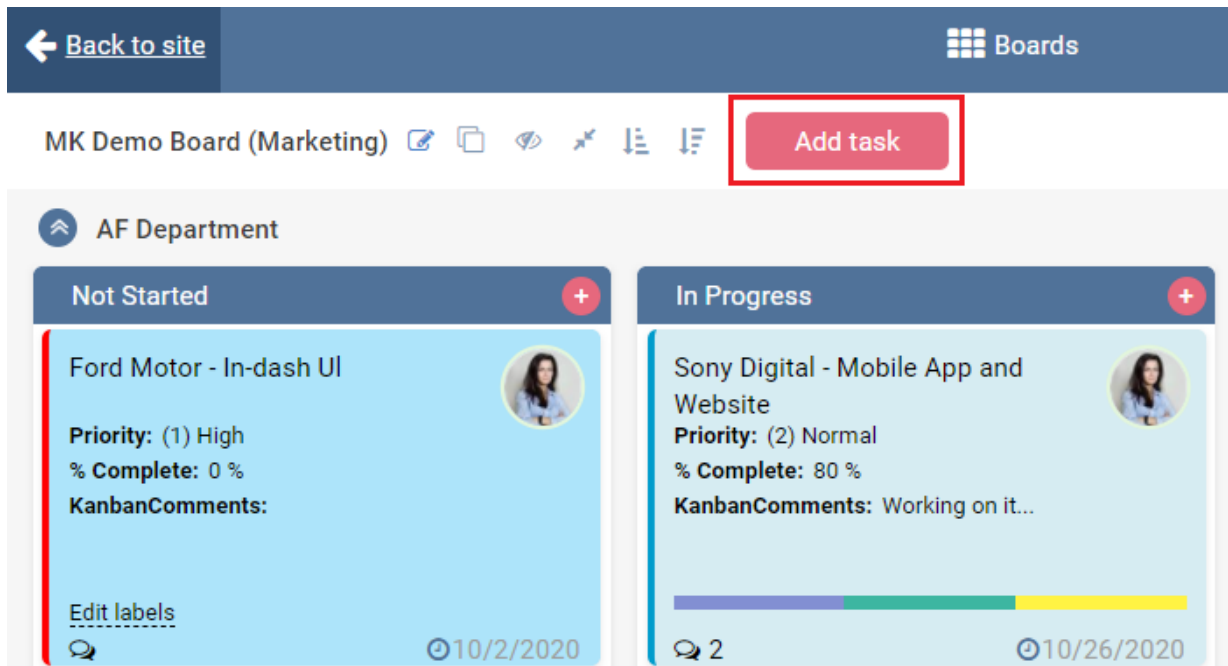 Back to site
Boards
MK Demo Board (Marketing)
Add task
AF Department
Not Started
+
In Progress
+
Ford Motor - In-dash Ul
Priority: (1) High
% Complete: 0 %
KanbanComments:
Edit labels
10/2/2020
Sony Digital - Mobile App and
Website
Priority: (2) Normal
% Complete: 80 %
KanbanComments: Working on it...
2
10/26/2020